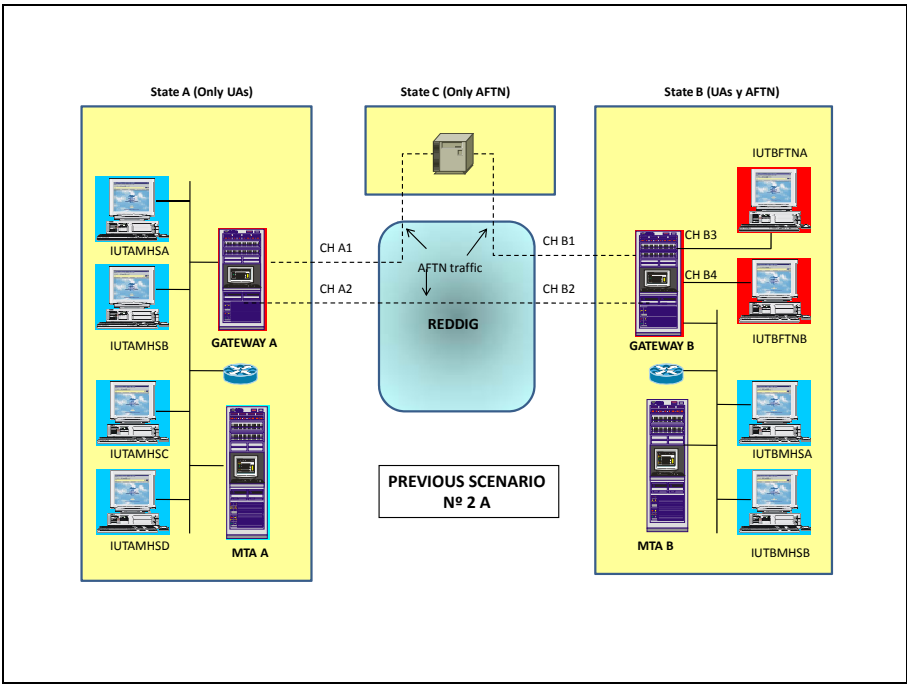 State A (Only UAs)
State C (Only AFTN)
State B (UAs y AFTN)
IUTAMHSA
IUTAMHSB
IUTAMHSC
IUTAMHSD
GATEWAY A
MTA A
CH A1
CH A2
AFTN traffic
REDDIG
CH B1
CH B2
PREVIOUS SCENARIO
Nº 2 A
CH B3
CH B4
GATEWAY B
MTA B
IUTBFTNA
IUTBFTNB
IUTBMHSA
IUTBMHSB